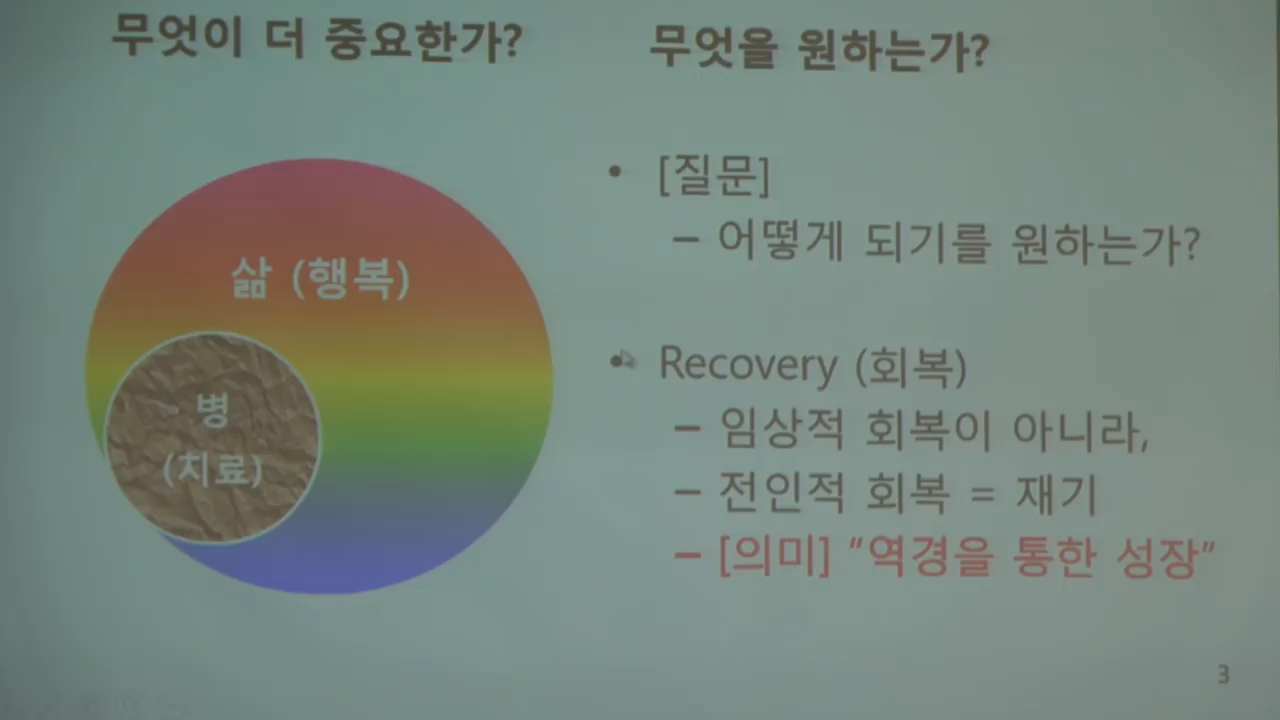 무엇이 더 중요한가?
삶 (행복)
병
(치료)
무엇을 원하는가?
• [질문]
– 어떻게 되기를 원하는가?
• Recovery (회복)
– 임상적 회복이 아니라,
– 전인적 회복 = 재기
– [의미] "역경을 통한 성장"
3